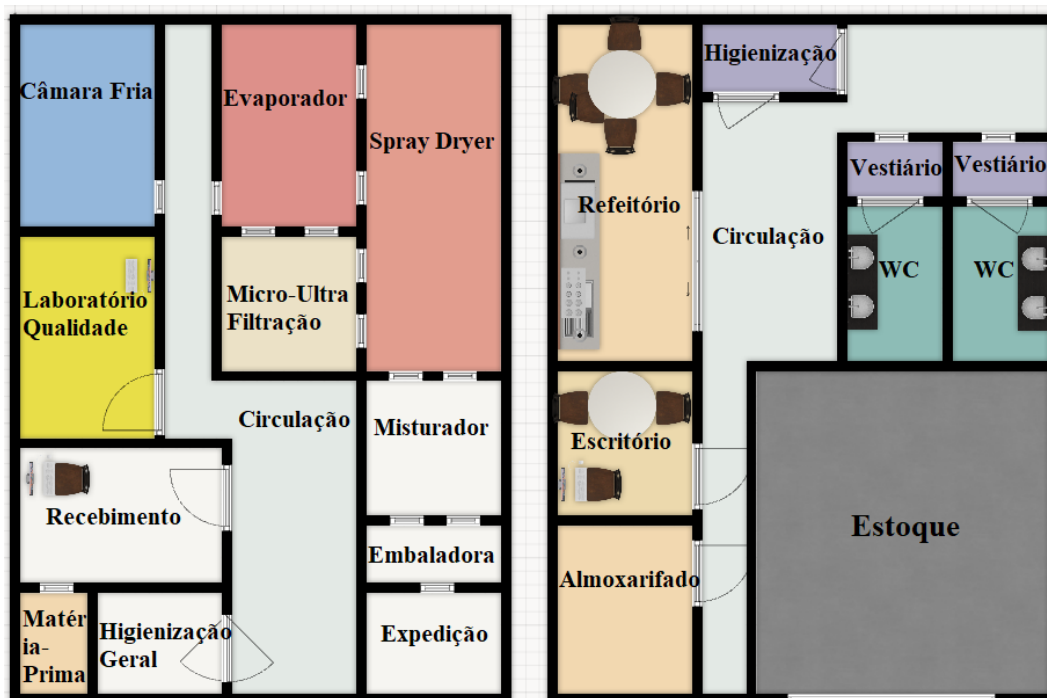 Câmara Fria
Evaporador
Spray Dryer
Laboratório
Qualidade
Micro-Ultra
Filtração
Circulação
Misturador
Recebimento
Embaladora
Matér
ia-
Prima
Higienização
Geral
Expedição
Higienização
Vestiário
Vestiário
Refeitório
Circulação
WC
WC
Escritório
Estoque
Almoxarifado